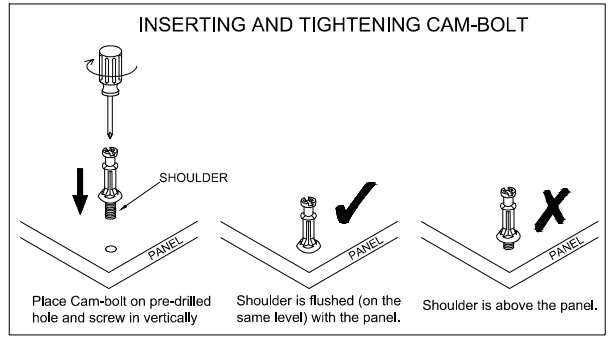 INSERTING AND TIGHTENING CAM-BOLT
SHOULDER
PANEL
PANEL
PANEL
Place Cam-bolt on pre-drilled
hole and screw in vertically
Shoulder is flushed (on the
same level) with the panel.
Shoulder is above the panel.